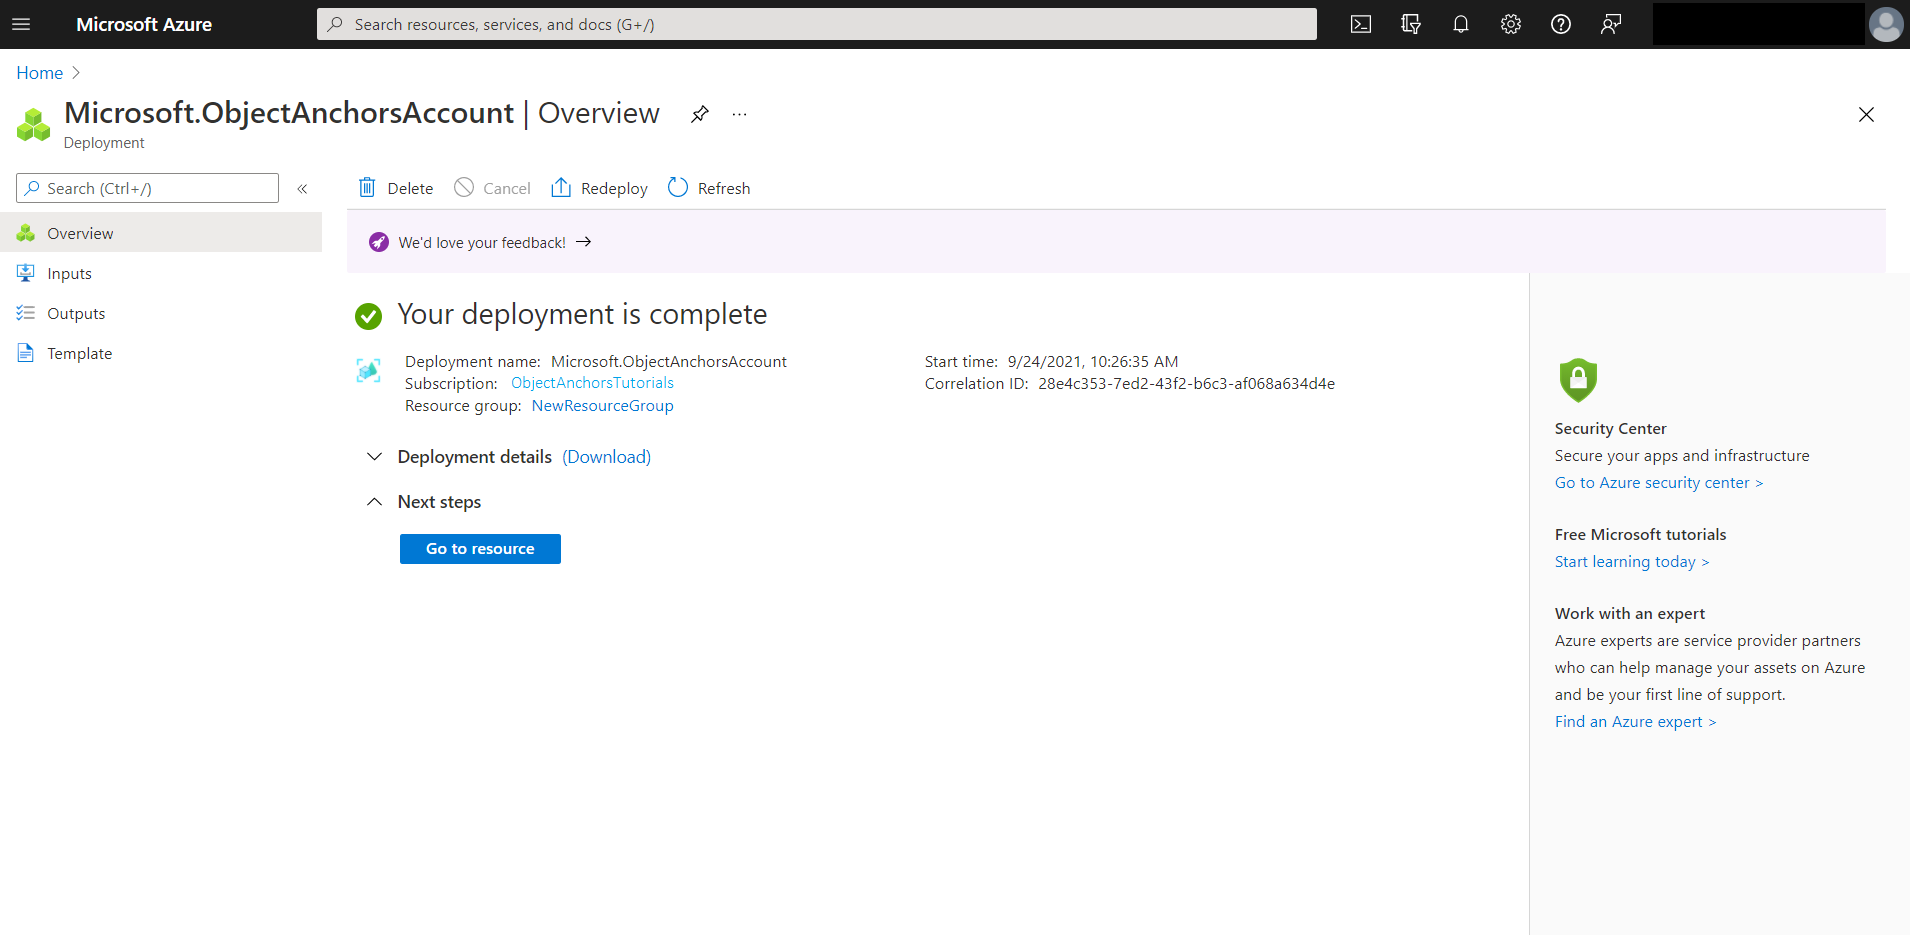 Microsoft Azure
Search resources, services, and docs (G+/)
Home
Microsoft.ObjectAnchorsAccount | Overview
Deployment
Search (Ctrl+/)
Overview
Inputs
Outputs
Template
Delete
Cancel
Redeploy
Refresh
We'd love your feedback!
Your deployment is complete
Deployment name: Microsoft.ObjectAnchorsAccount
Subscription: ObjectAnchorsTutorials
Resource group: NewResourceGroup
Start time: 9/24/2021, 10:26:35 AM
Correlation ID: 28e4c353-7ed2-43f2-b6c3-af068a634d4e
Deployment details (Download)
Next steps
Go to resource
Security Center
Secure your apps and infrastructure
Go to Azure security center >
Free Microsoft tutorials
Start learning today >
Work with an expert
Azure experts are service provider partners
who can help manage your assets on Azure
and be your first line of support.
Find an Azure expert >